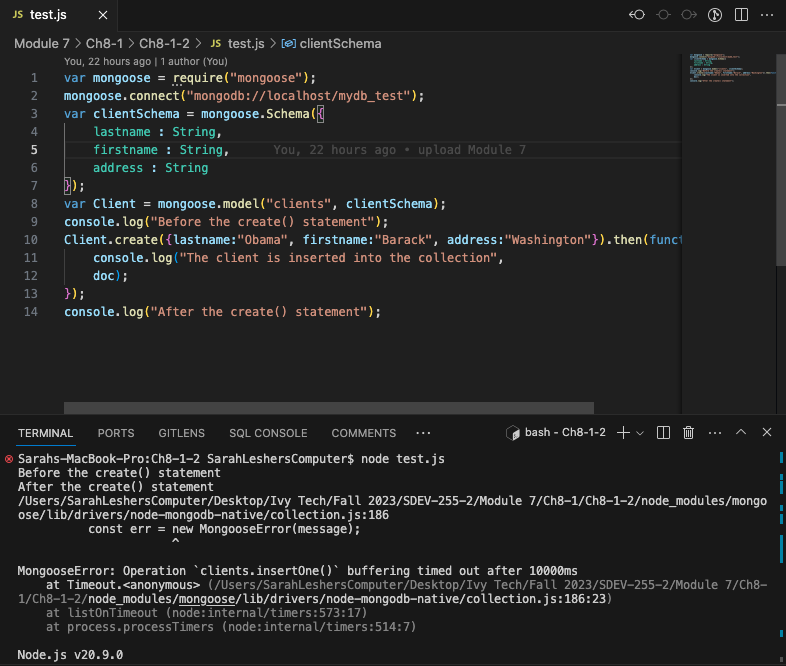 JS test.js
Module 7 > Ch8-1 > Ch8-1-2 > JS test.js > clientSchema
You, 22 hours ago | 1 author (You)
1 var mongoose = require("mongoose");
2 mongoose.connect("mongodb://localhost/mydb_test");
3 var clientSchema = mongoose.Schema({
4 lastname : String,
5 firstname : String, You, 22 hours ago • upload Module 7
6 address : String
7 });
8 var Client = mongoose.model("clients", clientSchema);
9 console.log("Before the create() statement");
10 Client.create({lastname:"Obama", firstname:"Barack", address:"Washington"}).then(funct
11 console.log("The client is inserted into the collection",
12 doc);
13 });
14 console.log("After the create() statement");
TERMINAL PORTS GITLENS SQL CONSOLE COMMENTS ··· bash - Ch8-1-2
Sarahs-MacBook-Pro:Ch8-1-2 SarahLeshersComputer$ node test.js
Before the create() statement
After the create() statement
/Users/SarahLeshersComputer/Desktop/Ivy Tech/Fall 2023/SDEV-255-2/Module 7/Ch8-1/Ch8-1-2/node_modules/mongo
ose/lib/drivers/node-mongodb-native/collection.js:186
const err = new MongooseError(message);
^
MongooseError: Operation `clients.insertOne()` buffering timed out after 10000ms
at Timeout.<anonymous> (/Users/SarahLeshersComputer/Desktop/Ivy Tech/Fall 2023/SDEV-255-2/Module 7/Ch8-
1/Ch8-1-2/node_modules/mongoose/lib/drivers/node-mongodb-native/collection.js:186:23)
at listOnTimeout (node:internal/timers:573:17)
at process.processTimers (node:internal/timers:514:7)
Node.js v20.9.0